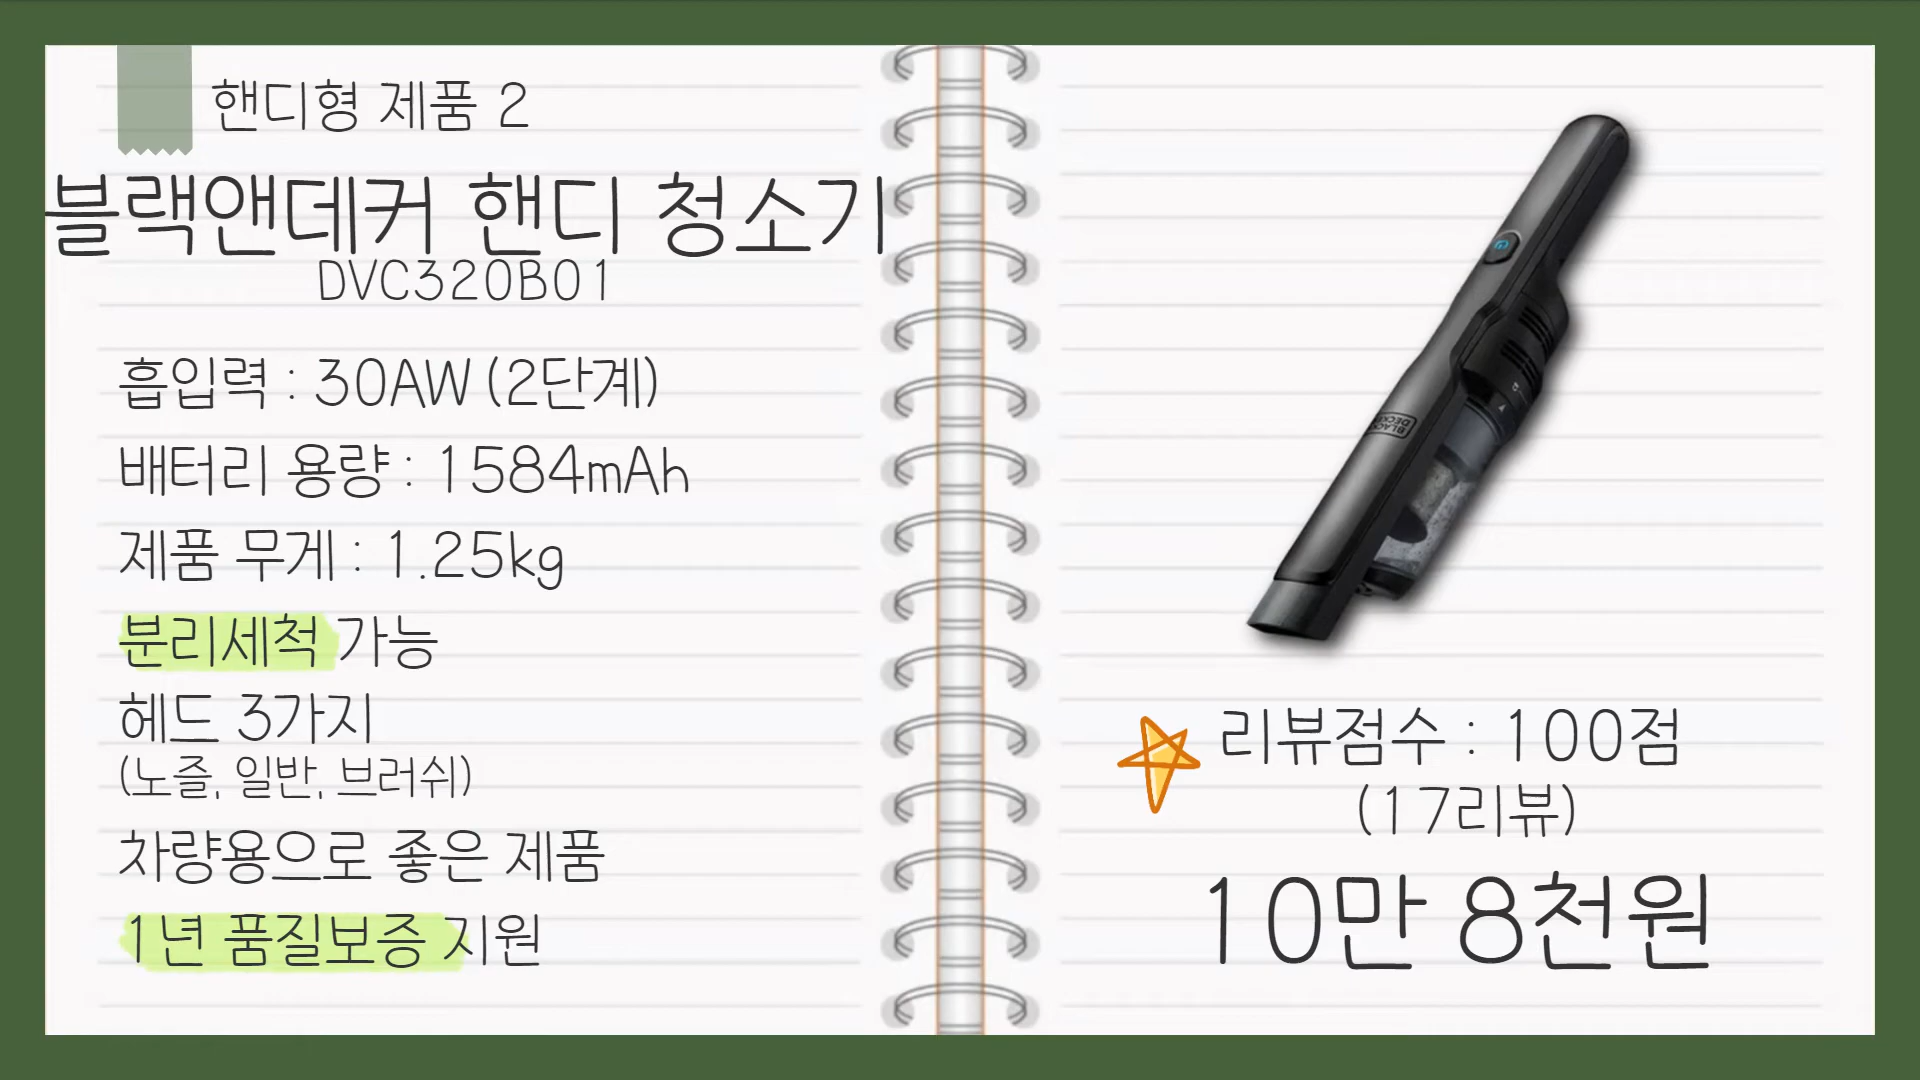 핸디형 제품 2
블랙앤데커 핸디 청소기
DVC320B01
흡입력 : 30AW (2단계)
배터리 용량 : 1584mAh
제품 무게 : 1.25kg
분리세척 가능
헤드 3가지
(노즐, 일반, 브러쉬)
차량용으로 좋은 제품
1년 품질보증 지원
BLACK+
DECKER
리뷰점수 : 100점
(17리뷰)
10만 8천원